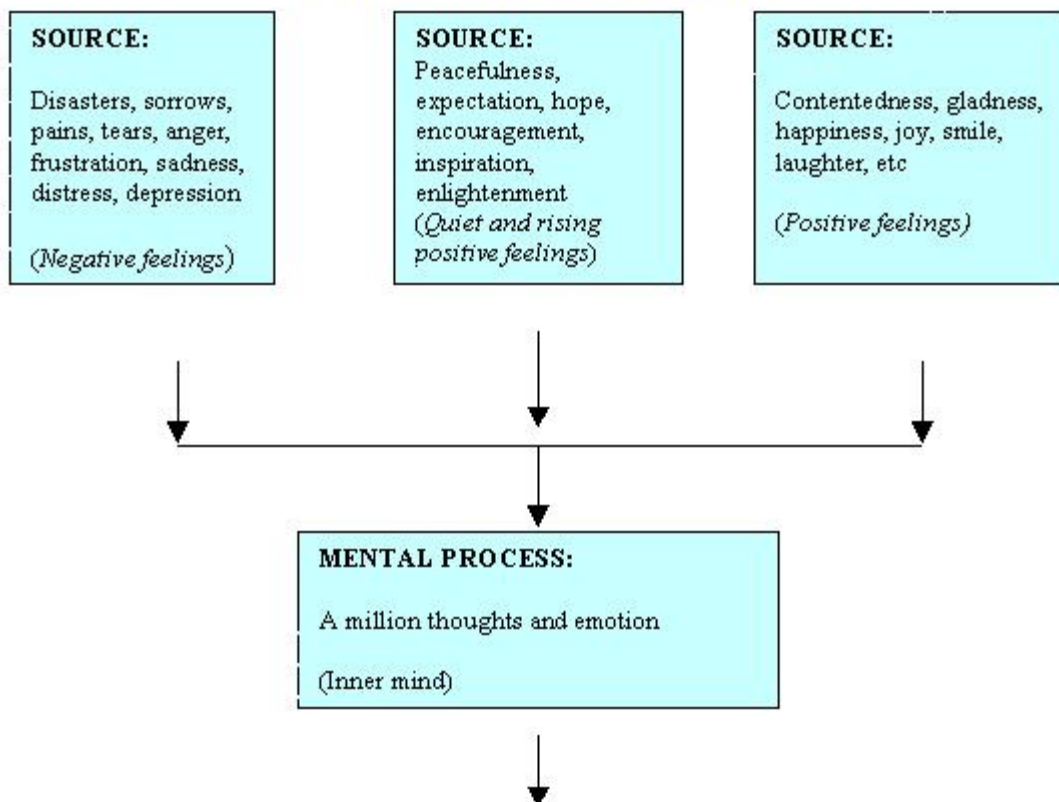 SOURCE:
Disasters, sorrows,
pains, tears, anger,
frustration, sadness,
distress, depression
(Negative feelings)
SOURCE:
Peacefulness,
expectation, hope,
encouragement,
inspiration,
enlightenment
(Quiet and rising
positive feelings)
SOURCE:
Contentedness, gladness,
happiness, joy, smile,
laughter, etc
(Positive feelings)
MENTAL PROCESS:
A million thoughts and emotion
(Inner mind)